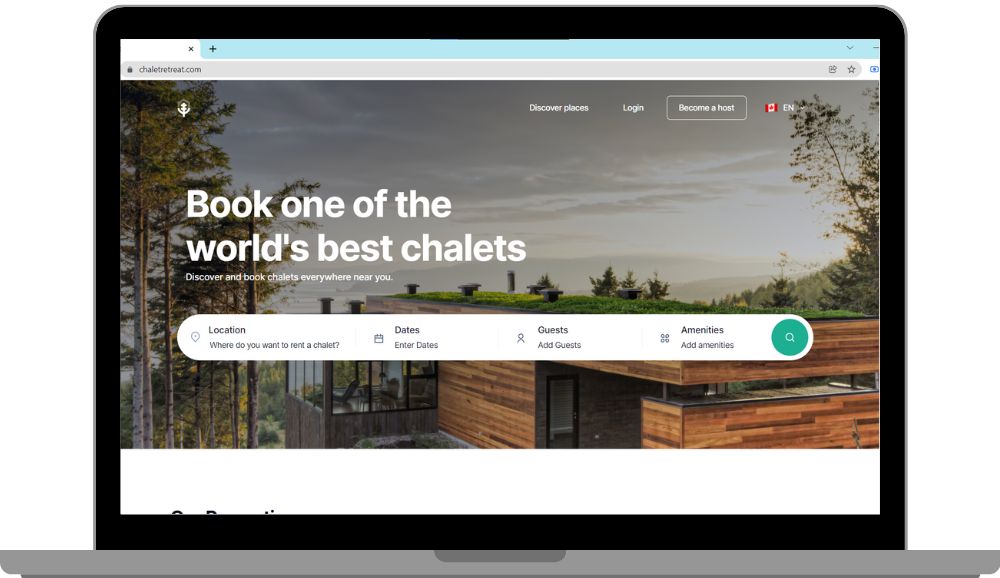 chaletretreat.com
Discover places
Login
Become a host
EN
Book one of the
world's best chalets
Discover and book chalets everywhere near you.
Location
Where do you want to rent a chalet?
Dates
Enter Dates
Guests
Add Guests
Amenities
Add amenities